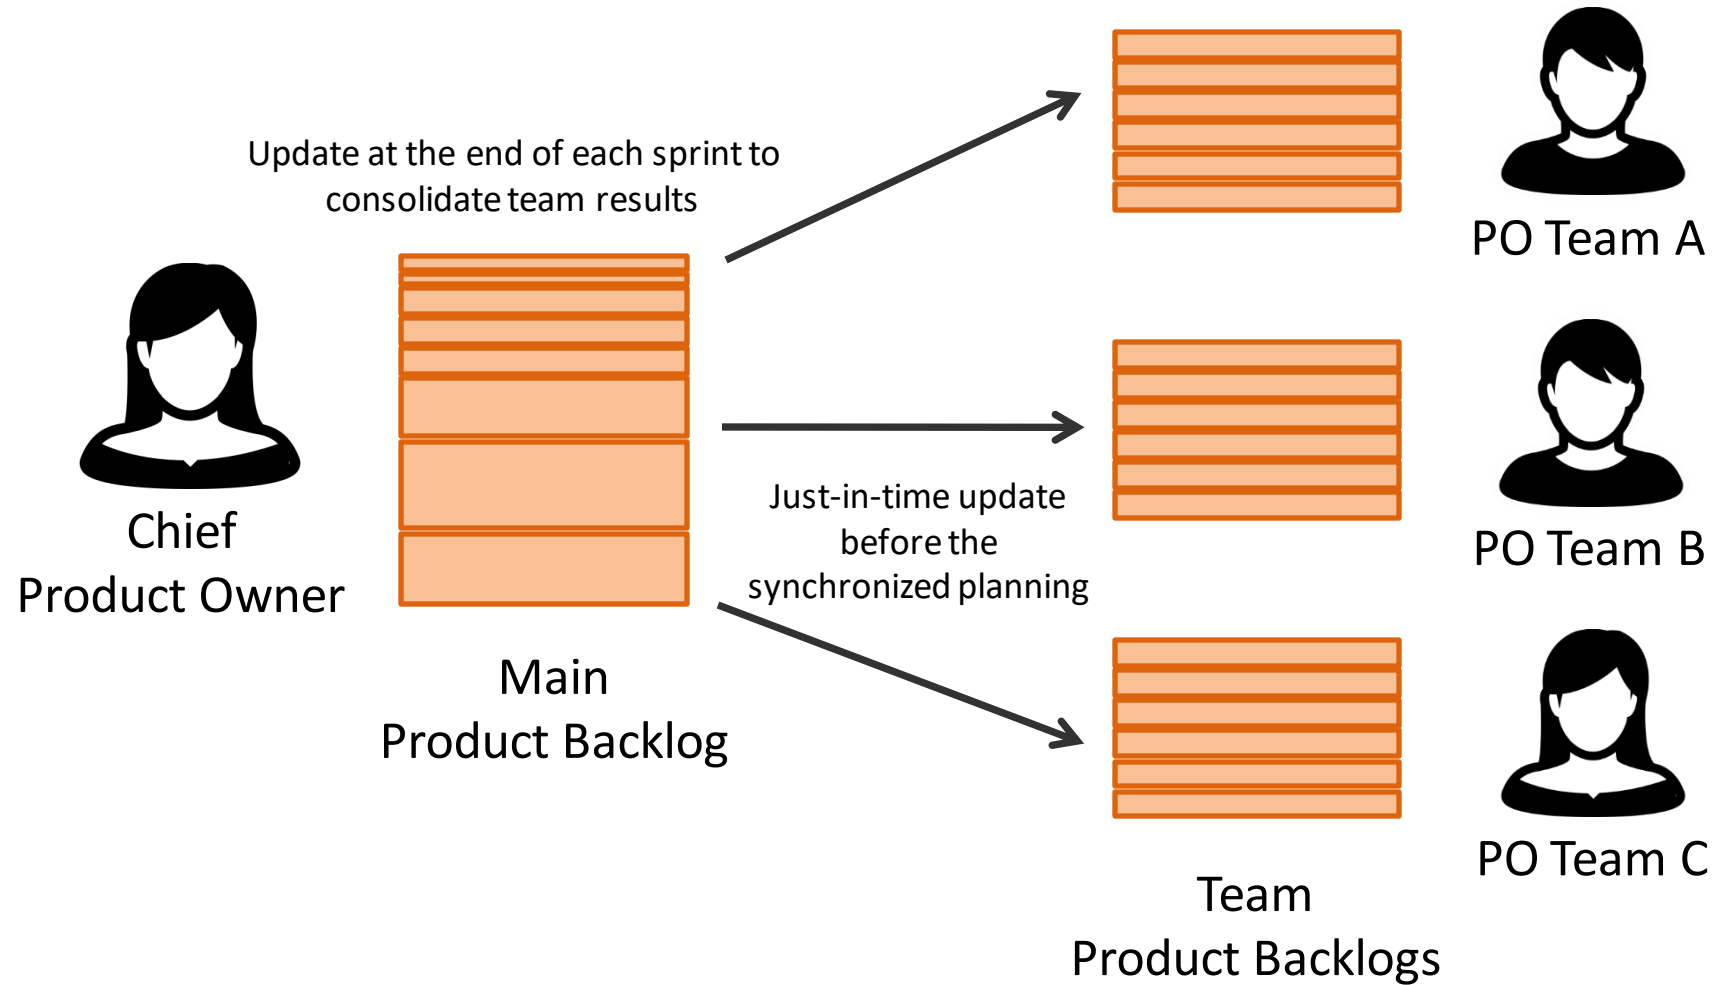 Update at the end of each sprint to
consolidate team results
Chief
Product Owner
Main
Product Backlog
Just-in-time update
before the
synchronized planning
PO Team A
PO Team B
PO Team C
Team
Product Backlogs